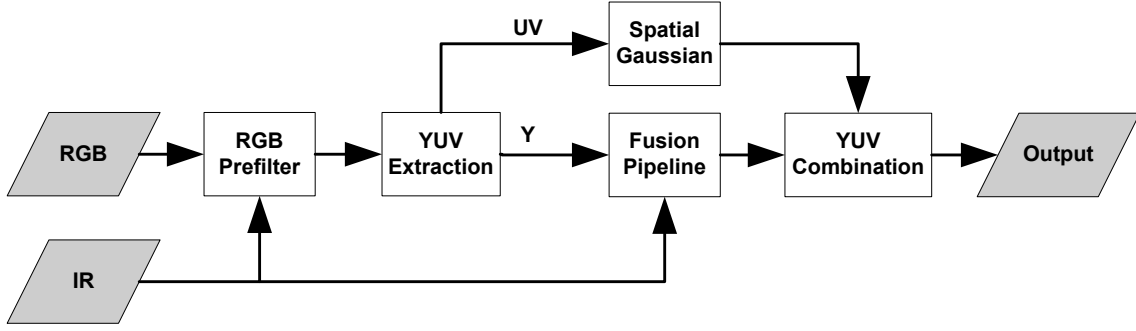 UV
Spatial
Gaussian
RGB
RGB
Prefilter
YUV
Extraction
Y
Fusion
Pipeline
YUV
Combination
Output
IR